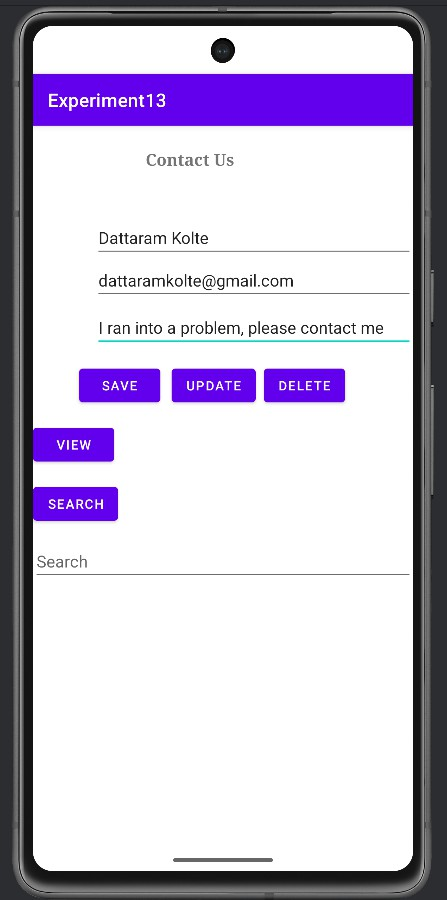 Experiment13
Contact Us
Dattaram Kolte
dattaramkolte@gmail.com
I ran into a problem, please contact me
SAVE UPDATE DELETE
VIEW
SEARCH
Search